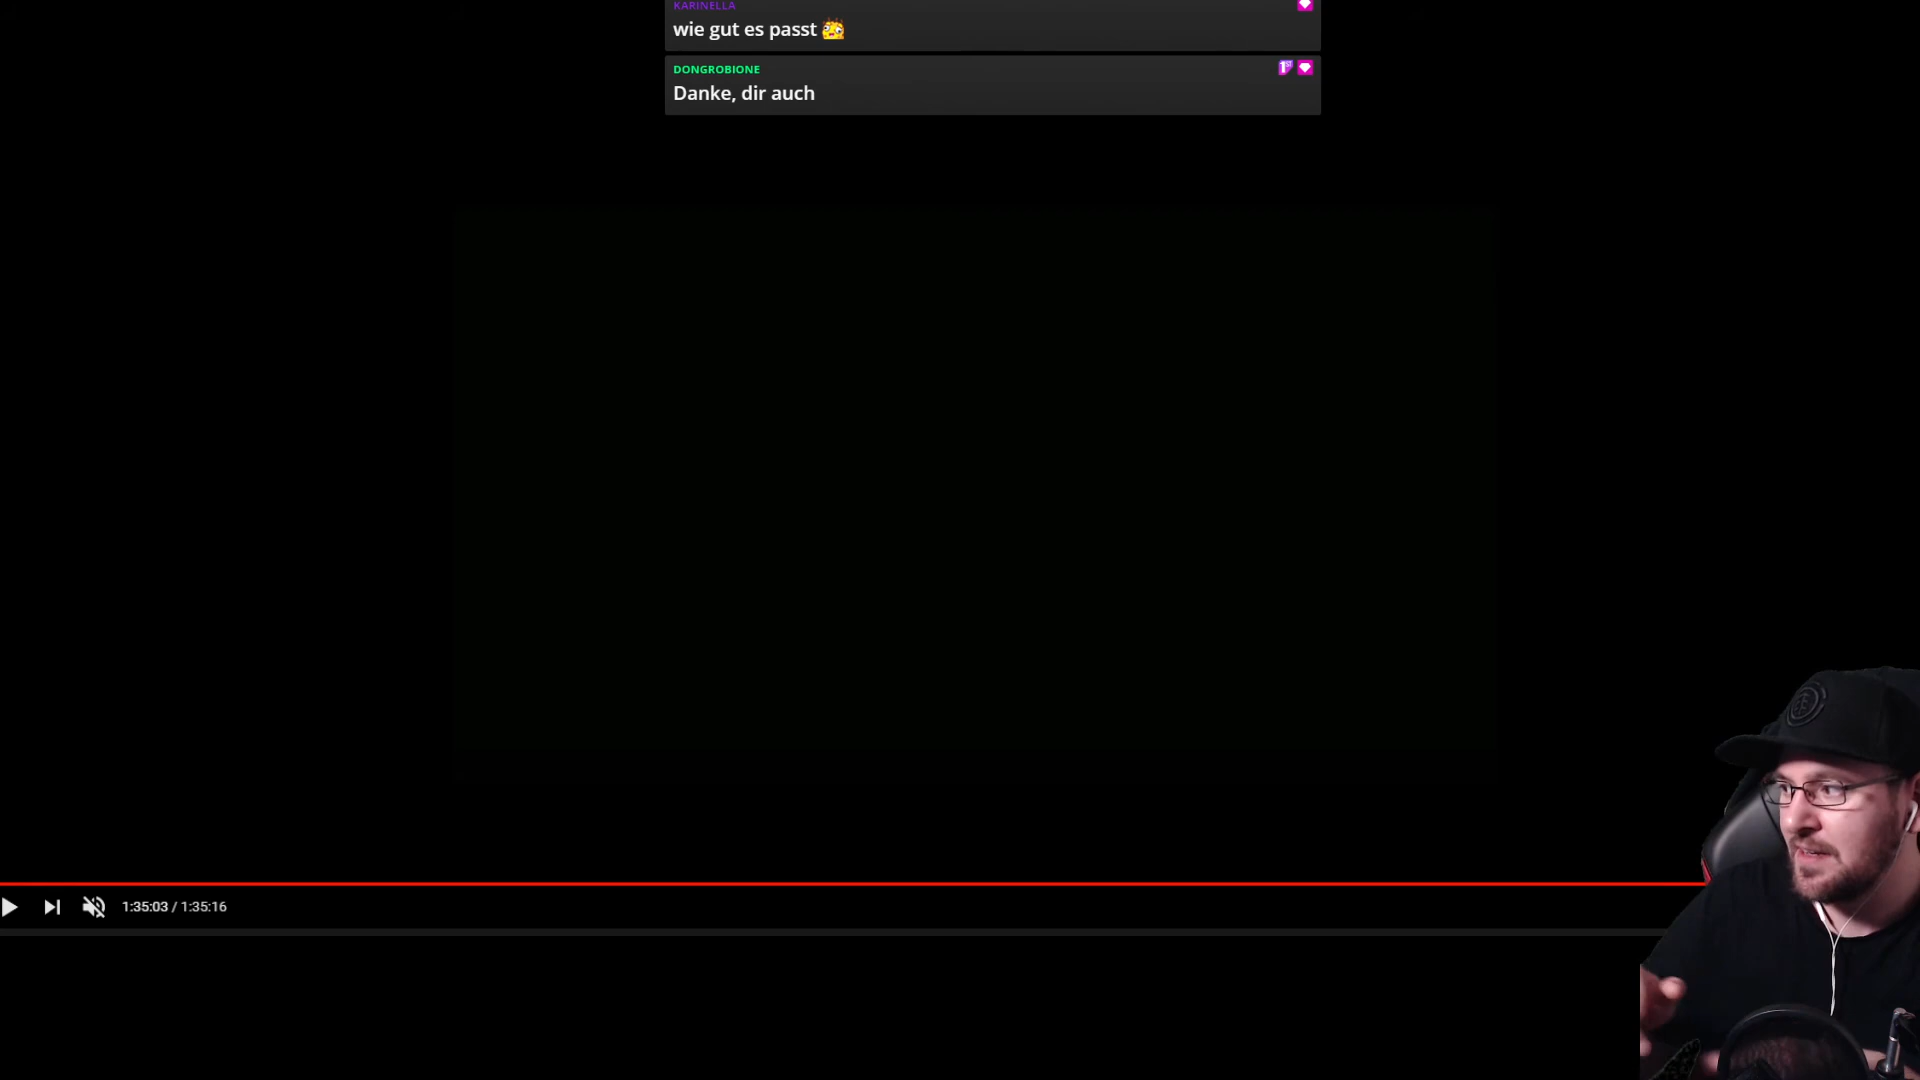 KARINELLA
wie gut es passt
DONGROBIONE
Danke, dir auch
1:35:03 / 1:35:16